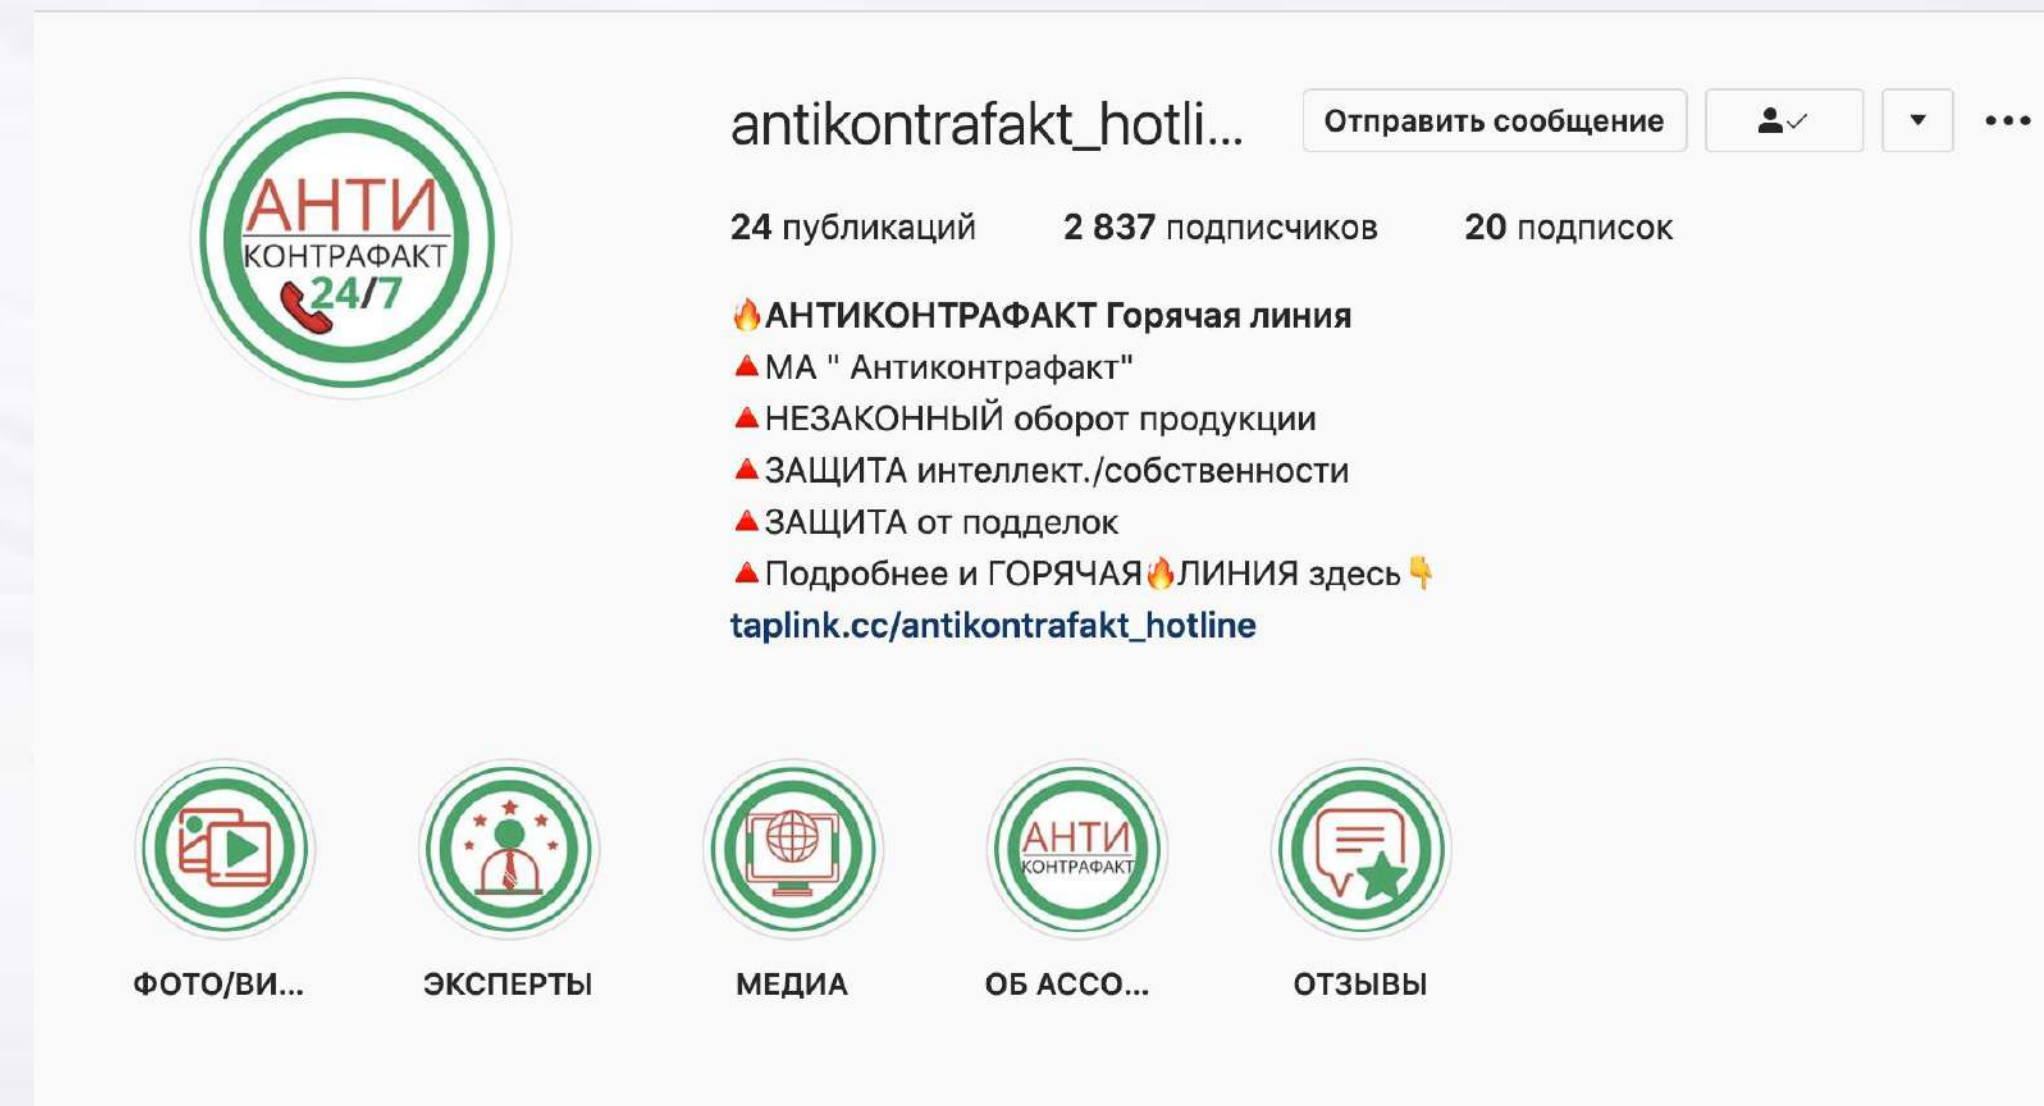 АНТИ
КОНТРАФАКТ
24/7
antikontrafakt_hotli...
Отправить сообщение
24 публикаций 2 837 подписчиков 20 подписок
🔥АНТИКОНТРАФАКТ Горячая линия
🔺МА " Антиконтрафакт"
🔺НЕЗАКОННЫЙ оборот продукции
🔺ЗАЩИТА интеллект./собственности
🔺ЗАЩИТА от подделок
🔺Подробнее и ГОРЯЧАЯ🔥ЛИНИЯ здесь👇
taplink.cc/antikontrafakt_hotline
АНТИ
КОНТРАФАКТ
ФОТО/ВИ... ЭКСПЕРТЫ МЕДИА ОБ АССО... ОТЗЫВЫ